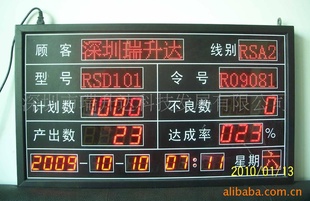 顾客 深圳瑞升达 线别 RSA2
型号 RSD101 令号 R09081
计划数 不良数 0
产出数 23 达成率 023%
2009-10-10 07:11 星期六
2010/01/13
alibaba.com.cn